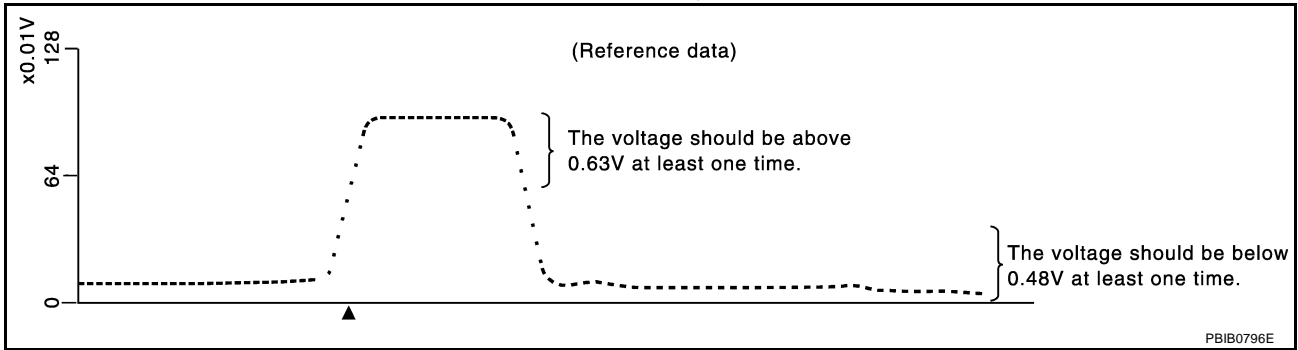 x0.01V
128
(Reference data)
The voltage should be above
0.63V at least one time.
64
The voltage should be below
0.48V at least one time.
0
PBIB0796E